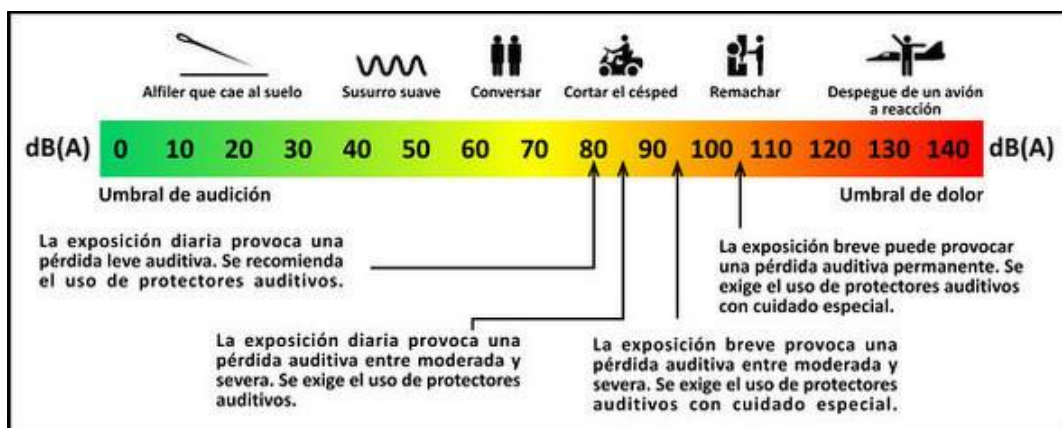 Alfiler que cae al suelo
Susurro suave
Conversar
Cortar el césped
Remachar
Despegue de un avión
a reacción
dB(A) 0 10 20 30 40 50 60 70 80 90 100 110 120 130 140 dB(A)
Umbral de audición
Umbral de dolor
La exposición diaria provoca una
pérdida leve auditiva. Se recomienda
el uso de protectores auditivos.
La exposición diaria provoca una
pérdida auditiva entre moderada y
severa. Se exige el uso de protectores
auditivos.
La exposición breve provoca una
pérdida auditiva entre moderada y
severa. Se exige el uso de protectores
auditivos con cuidado especial.
La exposición breve puede provocar
una pérdida auditiva permanente. Se
exige el uso de protectores auditivos
con cuidado especial.